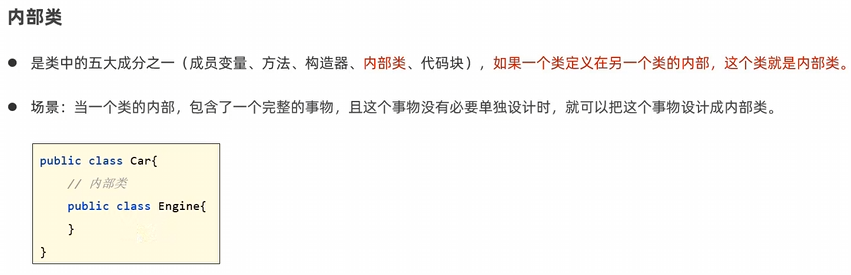 内部类
● 是类中的五大成分之一（成员变量、方法、构造器、内部类、代码块），如果一个类定义在另一个类的内部，这个类就是内部类。
● 场景：当一个类的内部，包含了一个完整的事物，且这个事物没有必要单独设计时，就可以把这个事物设计成内部类。
public class Car{
    // 内部类
    public class Engine{
    }
}